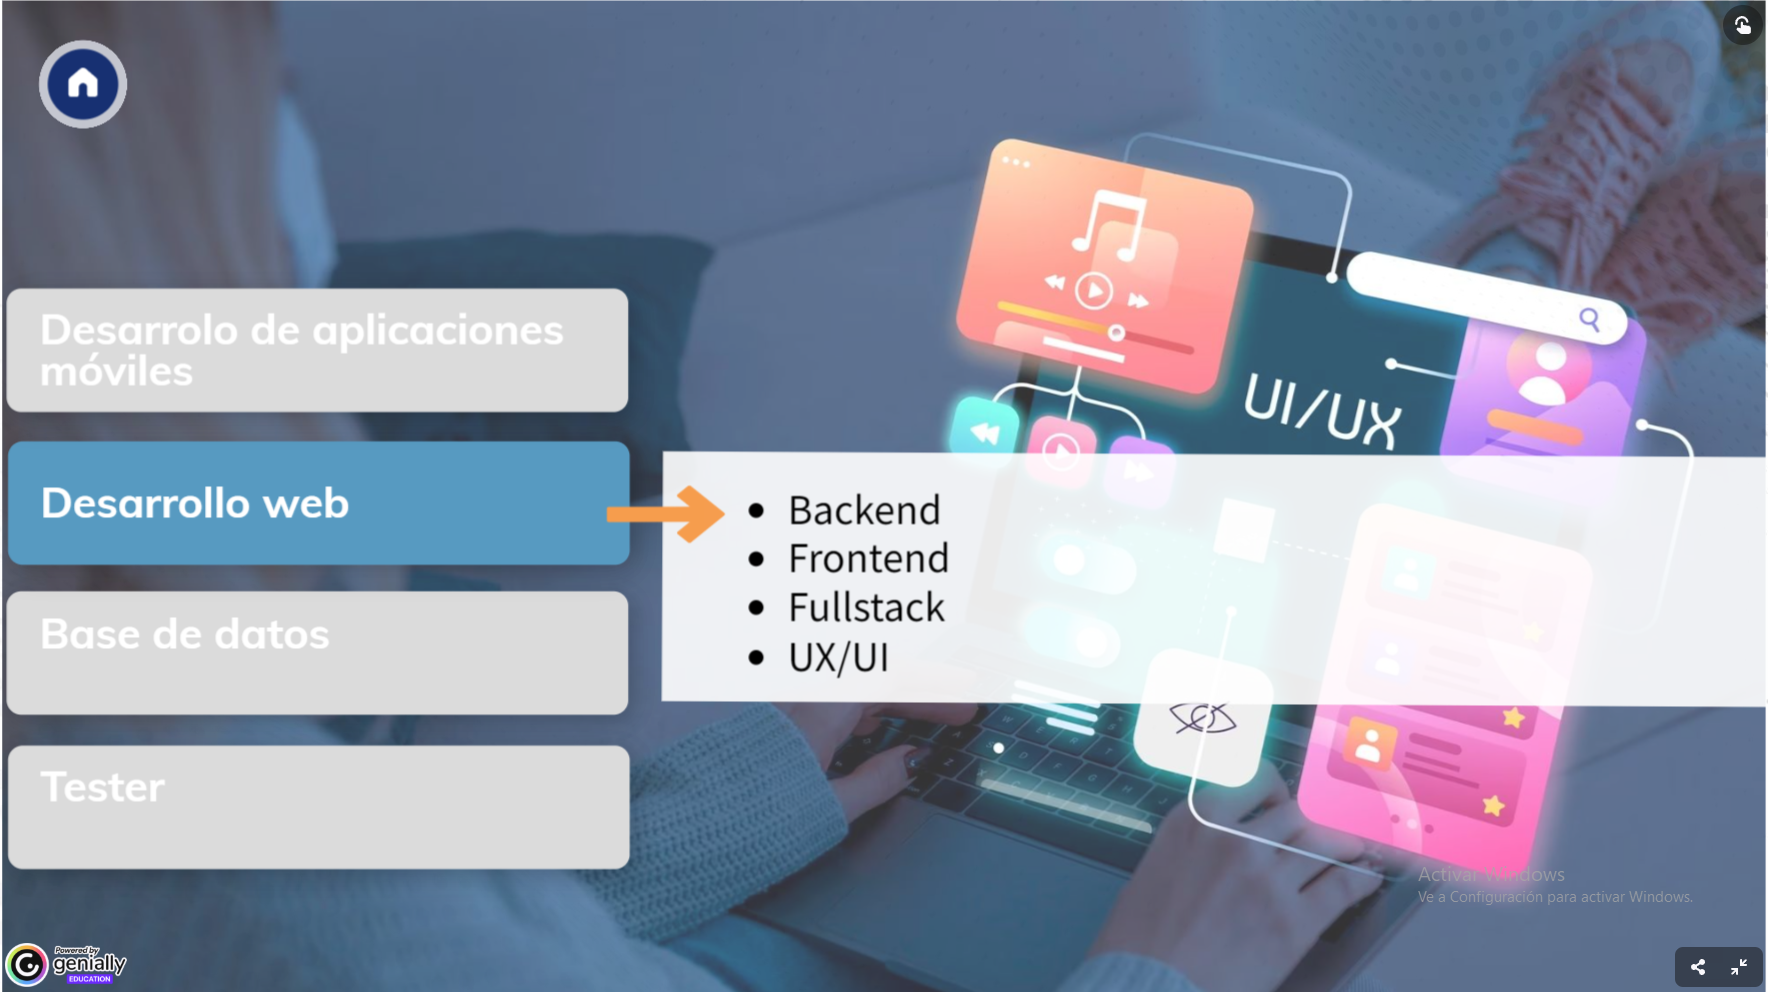 Desarrolo de aplicaciones
móviles
Desarrollo web
Base de datos
Tester
Backend
Frontend
Fullstack
UX/UI
UI/UX
Activar Windows
Ve a Configuración para activar Windows.
Powered by
genially
EDUCATION